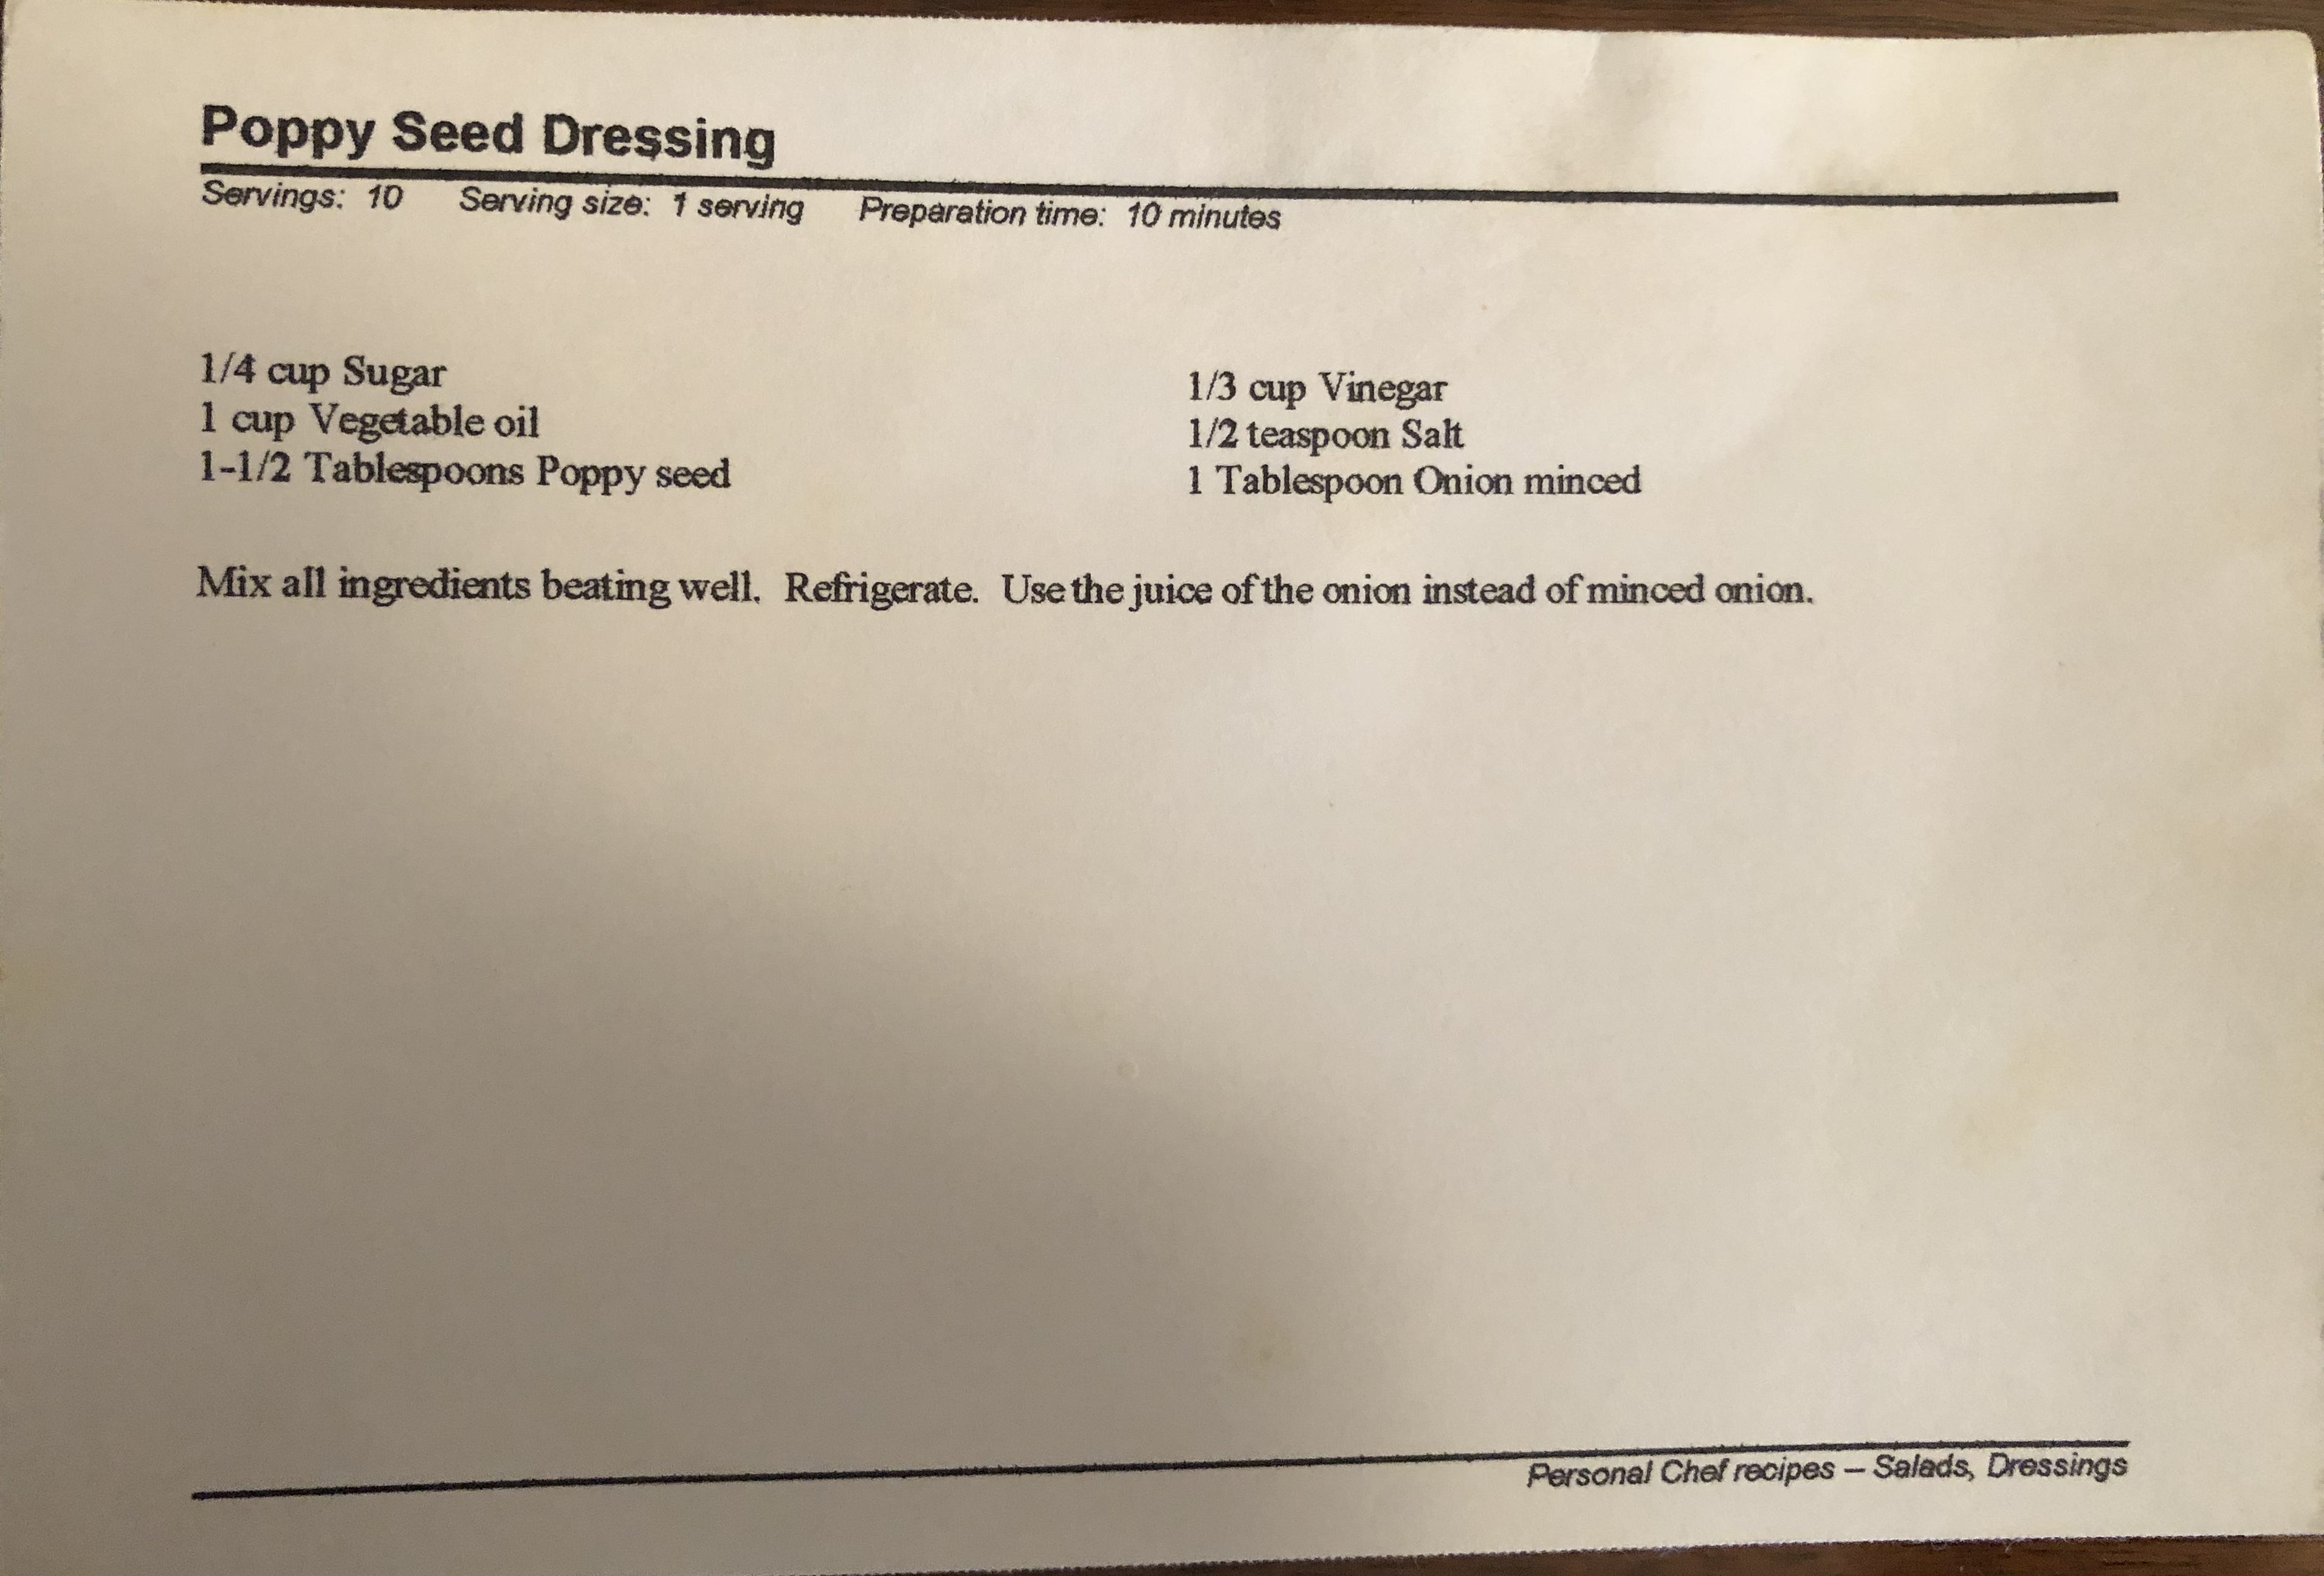 Poppy Seed Dressing
Servings: 10 Serving size: 1 serving Preparation time: 10 minutes
1/4 cup Sugar
1 cup Vegetable oil
1-1/2 Tablespoons Poppy seed
1/3 cup Vinegar
1/2 teaspoon Salt
1 Tablespoon Onion minced
Mix all ingredients beating well. Refrigerate. Use the juice of the onion instead of minced onion.
Personal Chef recipes – Salads, Dressings